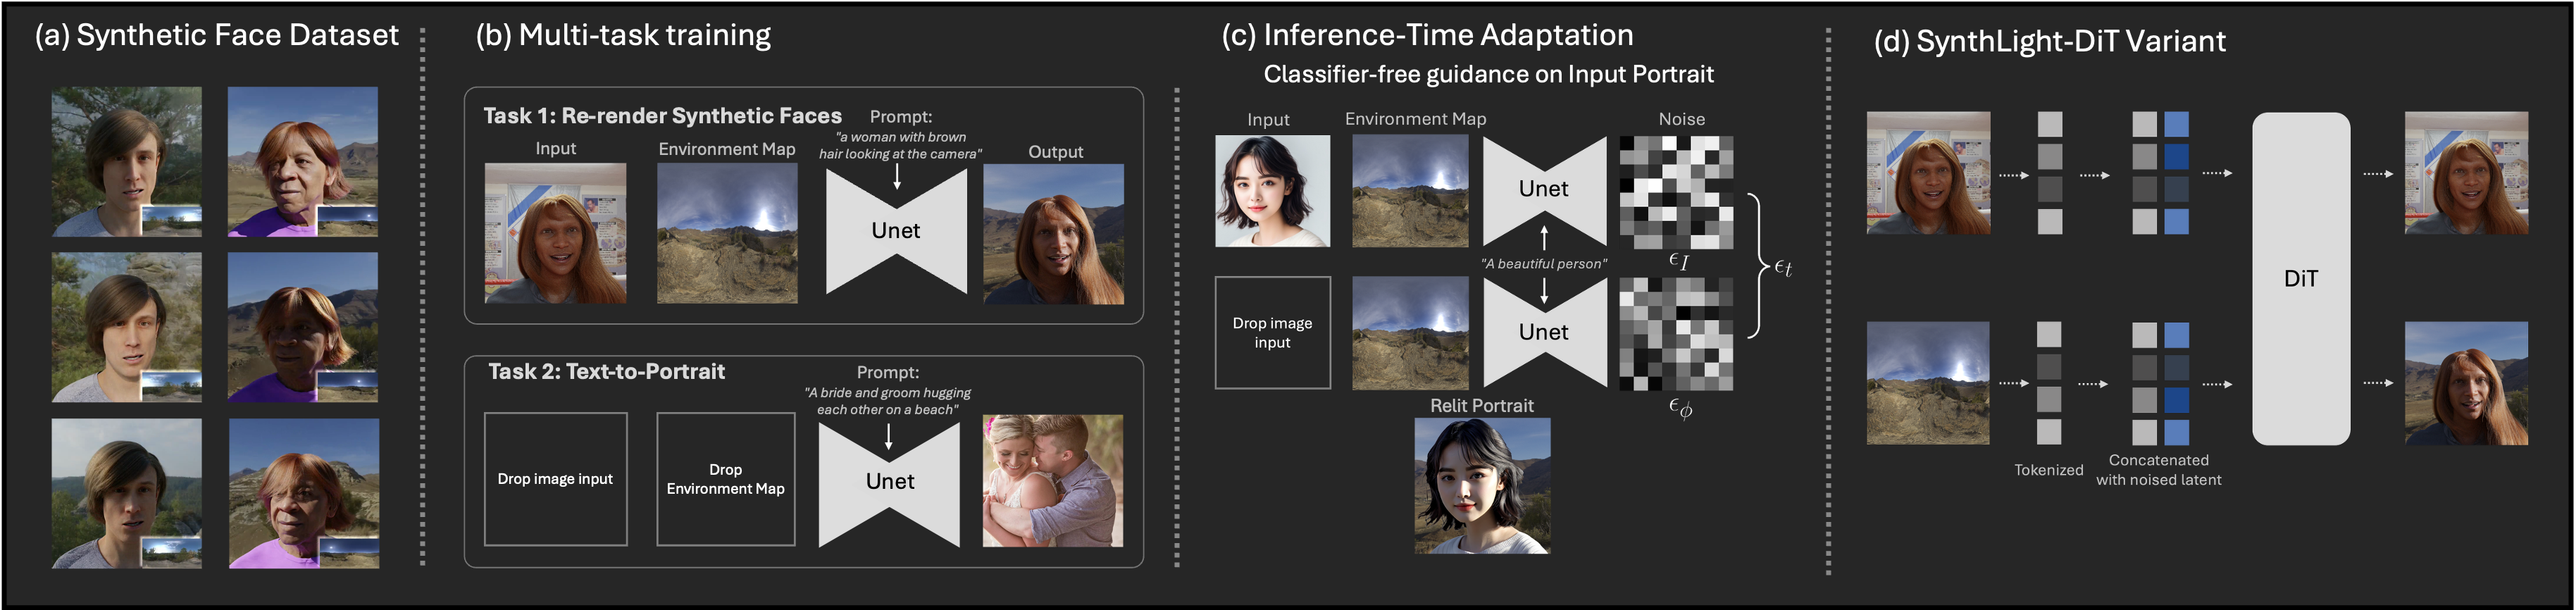 (a) Synthetic Face Dataset
(b) Multi-task training
Task 1: Re-render Synthetic Faces
Prompt:
"a woman with brown
hair looking at the camera"
Input
Environment Map
Output
Unet
Task 2: Text-to-Portrait
Prompt:
"A bride and groom hugging
each other on a beach"
Drop image input
Drop
Environment Map
Unet
(c) Inference-Time Adaptation
Classifier-free guidance on Input Portrait
Input
Environment Map
Noise
Unet
ϵI
"A beautiful person"
ϵt
Drop image
input
Unet
ϵϕ
Relit Portrait
(d) SynthLight-DiT Variant
DiT
Tokenized
Concatenated
with noised latent